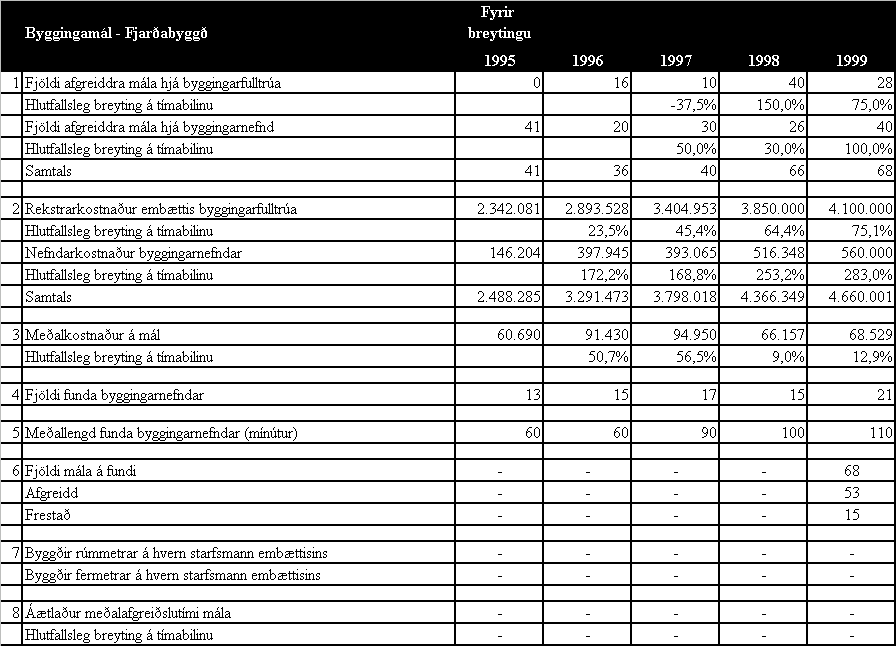 Fyrir
Byggingamál - Fjarðabyggð breytingu
1995 1996 1997 1998 1999
1 Fjöldi afgreiddra mála hjá byggingarfulltrúa 0 16 10 40 28
Hlutfallsleg breyting á tímabilinu -37,5% 150,0% 75,0%
Fjöldi afgreiddra mála hjá byggingarnefnd 41 20 30 26 40
Hlutfallsleg breyting á tímabilinu 50,0% 30,0% 100,0%
Samtals 41 36 40 66 68
2 Rekstrarkostnaður embættis byggingarfulltrúa 2.342.081 2.893.528 3.404.953 3.850.000 4.100.000
Hlutfallsleg breyting á tímabilinu 23,5% 45,4% 64,4% 75,1%
Nefndarkostnaður byggingarnefndar 146.204 397.945 393.065 516.348 560.000
Hlutfallsleg breyting á tímabilinu 172,2% 168,8% 253,2% 283,0%
Samtals 2.488.285 3.291.473 3.798.018 4.366.349 4.660.001
3 Meðalkostnaður á mál 60.690 91.430 94.950 66.157 68.529
Hlutfallsleg breyting á tímabilinu 50,7% 56,5% 9,0% 12,9%
4 Fjöldi funda byggingarnefndar 13 15 17 15 21
5 Meðallengd funda byggingarnefndar (mínútur) 60 60 90 100 110
6 Fjöldi mála á fundi - - - - 68
Afgreidd - - - - 53
Frestað - - - - 15
7 Byggðir rúmmetrar á hvern starfsmann embættisins - - - - -
Byggðir fermetrar á hvern starfsmann embættisins - - - - -
8 Áætlaður meðalafgreiðslutími mála - - - - -
Hlutfallsleg breyting á tímabilinu - - - - -